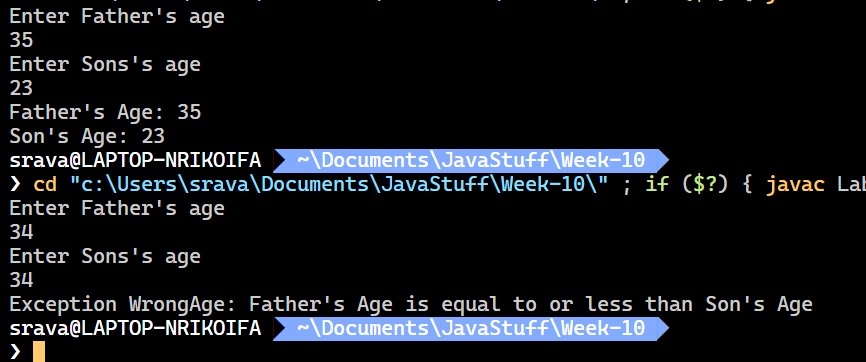 Enter Father's age
35
Enter Sons's age
23
Father's Age: 35
Son's Age: 23
srava@LAPTOP-NRIKOIFA ~\Documents\JavaStuff\Week-10
❯ cd "c:\Users\srava\Documents\JavaStuff\Week-10\" ; if ($?) { javac Lab
Enter Father's age
34
Enter Sons's age
34
Exception WrongAge: Father's Age is equal to or less than Son's Age
srava@LAPTOP-NRIKOIFA ~\Documents\JavaStuff\Week-10
❯